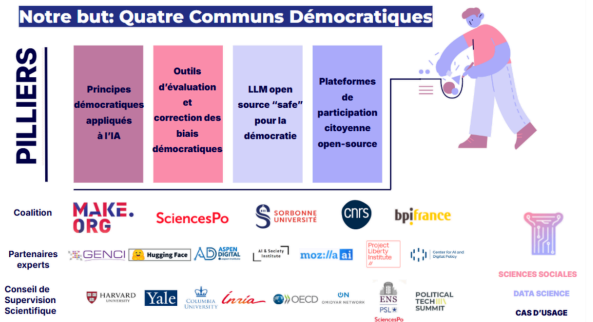 Notre but: Quatre Communs Démocratiques
PILLIERS
Principes
démocratiques
appliqués
à l'IA
Outils
d'évaluation
et
correction des
biais
démocratiques
LLM open
source "safe"
pour la
démocratie
Plateformes
de
participation
citoyenne
open-source
Coalition
MAKE.
ORG
SciencesPo
SORBONNE
UNIVERSITÉ
cnrs
bpifrance
Partenaires
experts
GENCI
Hugging Face
ASPEN
DIGITAL
AI & Society
Institute
moz://a ai
Project
Liberty
Institute
//
Center for AI and
Digital Policy
Conseil de
Supervision
Scientifique
HARVARD
UNIVERSITY
Yale
COLUMBIA
UNIVERSITY
Inria
OECD
ON
ENS
PSL
SciencesPo
POLITICAL
TECH
SUMMIT
SCIENCES SOCIALES
DATA SCIENCE
CAS D'USAGE